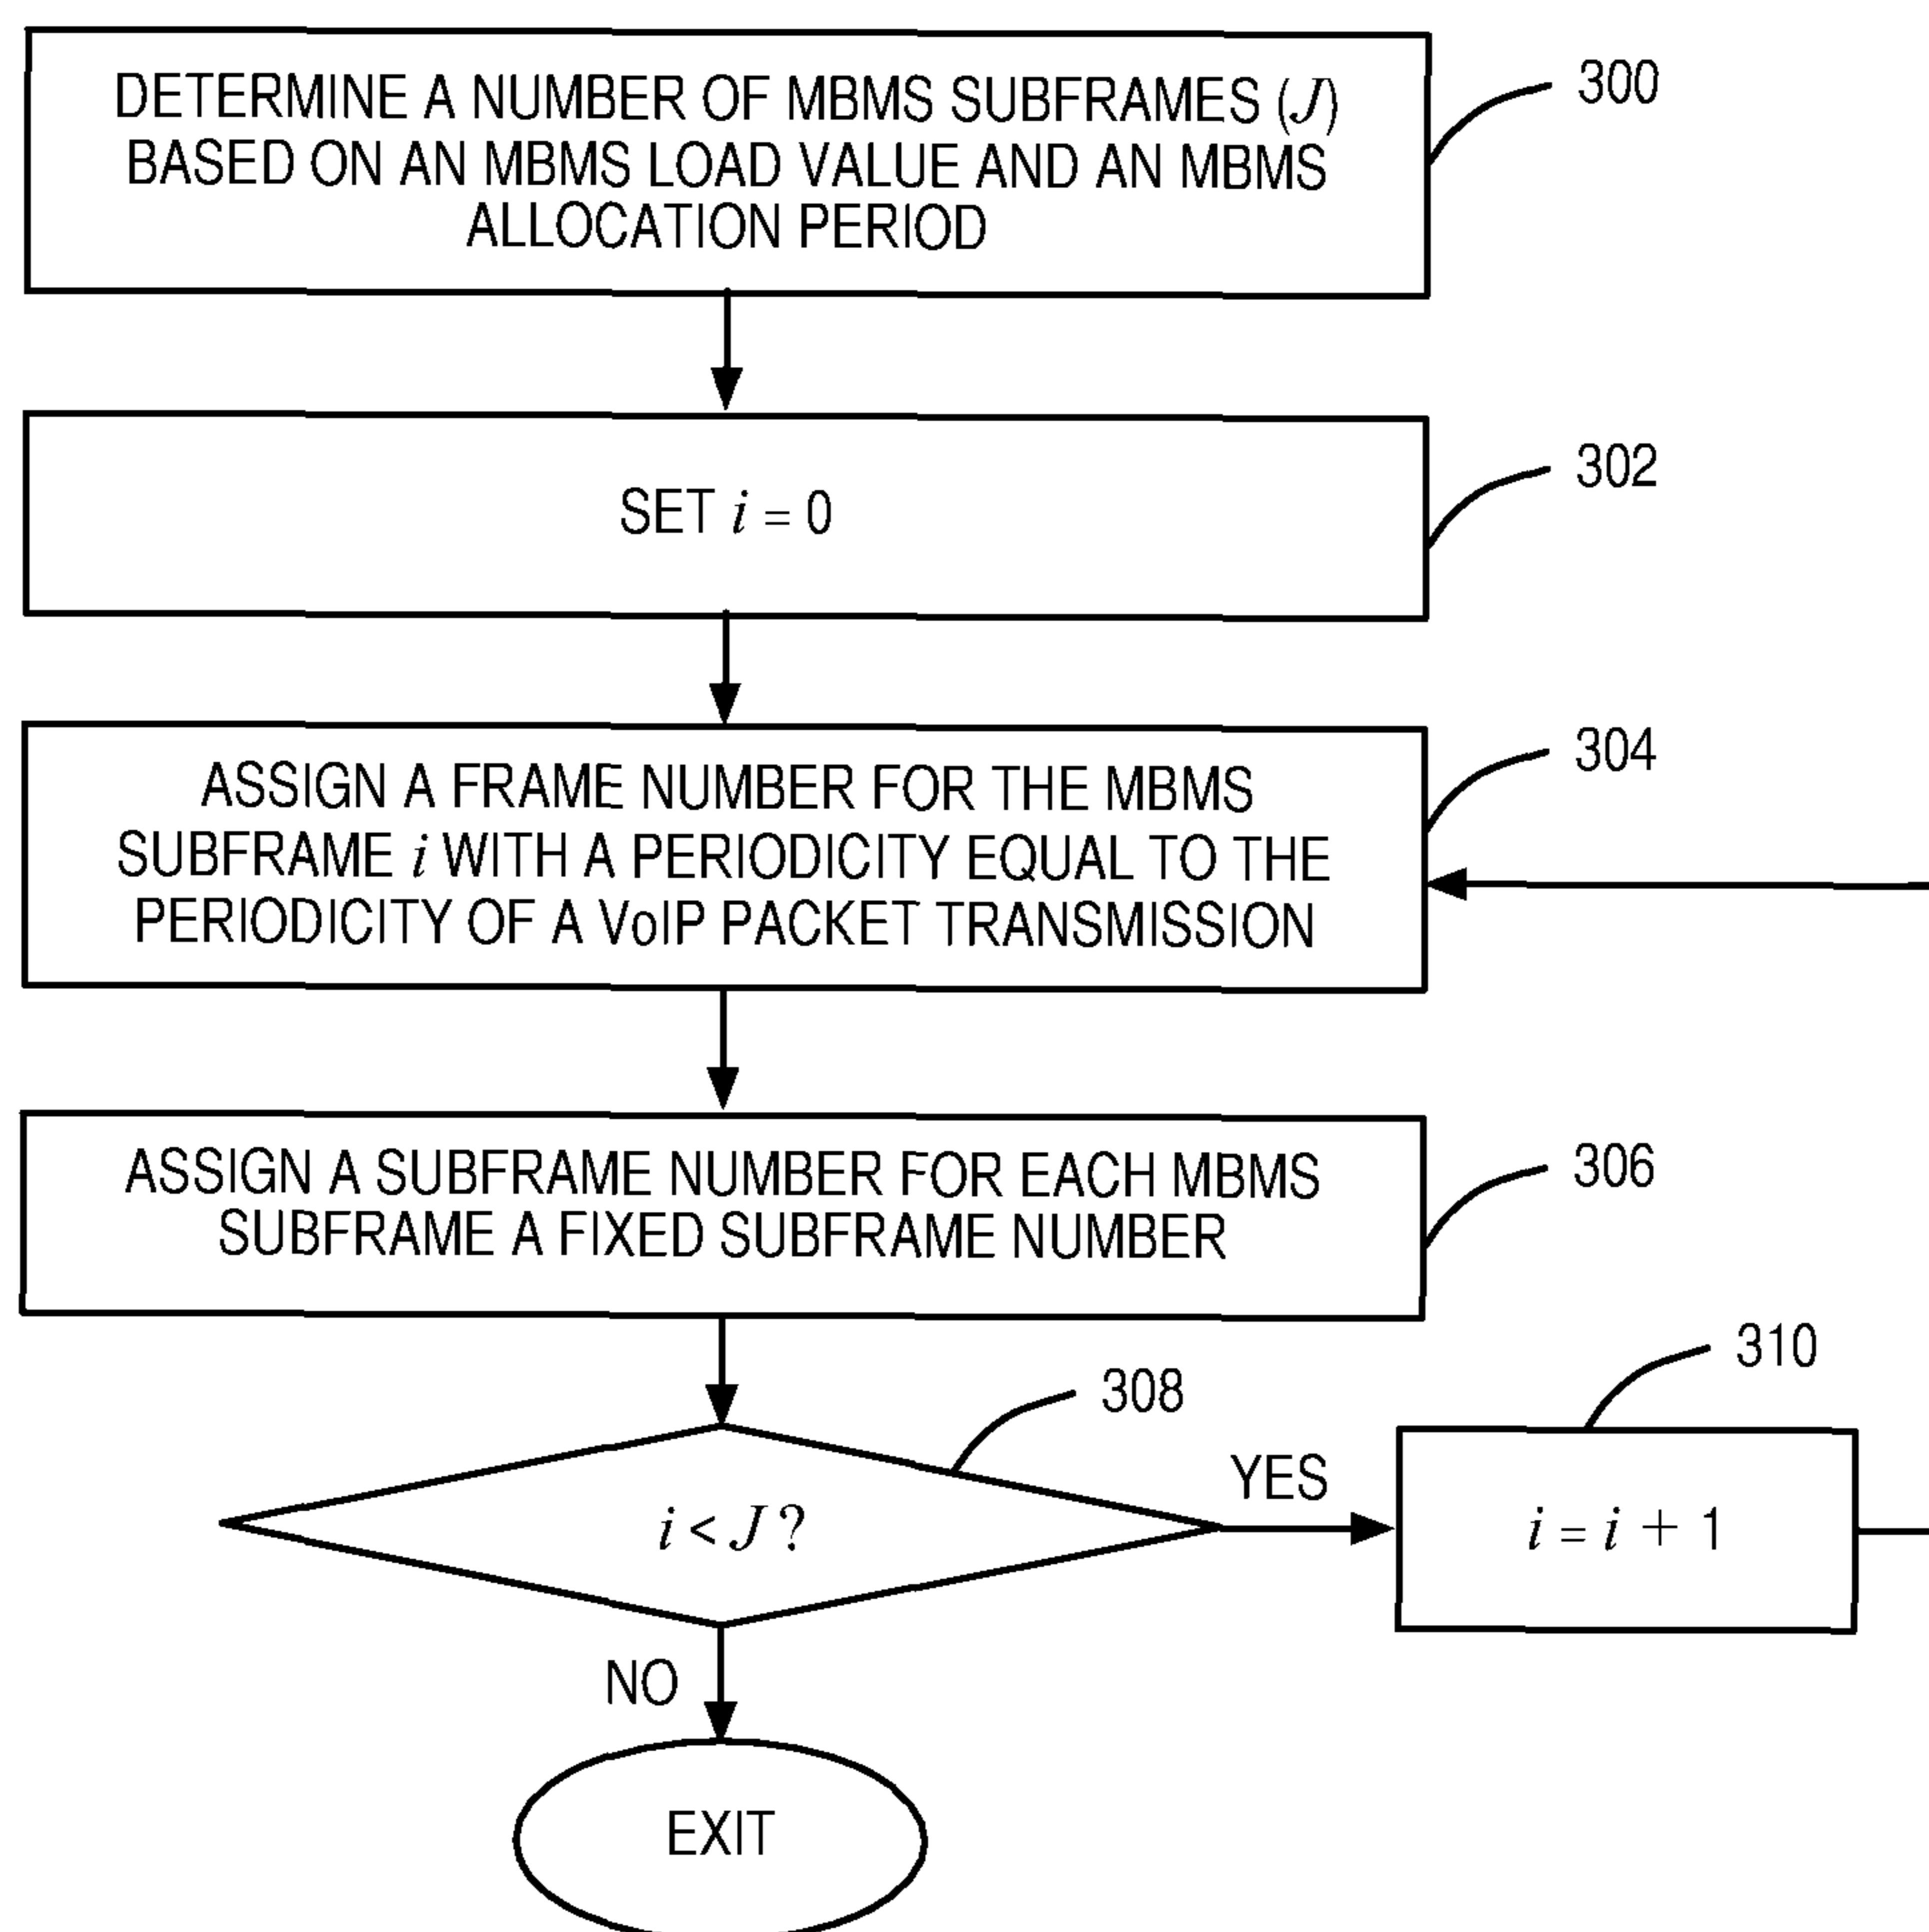 DETERMINE A NUMBER OF MBMS SUBFRAMES (J)
BASED ON AN MBMS LOAD VALUE AND AN MBMS
ALLOCATION PERIOD
300
SET i = 0
302
ASSIGN A FRAME NUMBER FOR THE MBMS
SUBFRAME i WITH A PERIODICITY EQUAL TO THE
PERIODICITY OF A VoIP PACKET TRANSMISSION
304
ASSIGN A SUBFRAME NUMBER FOR EACH MBMS
SUBFRAME A FIXED SUBFRAME NUMBER
306
308
i < J ?
YES
310
i = i + 1
NO
EXIT